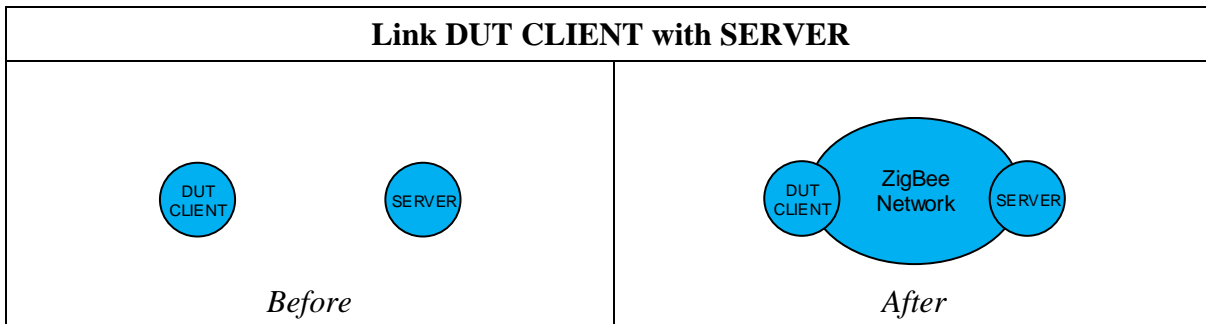 Link DUT CLIENT with SERVER
DUT
CLIENT
SERVER
Before
DUT
CLIENT
ZigBee
Network
SERVER
After